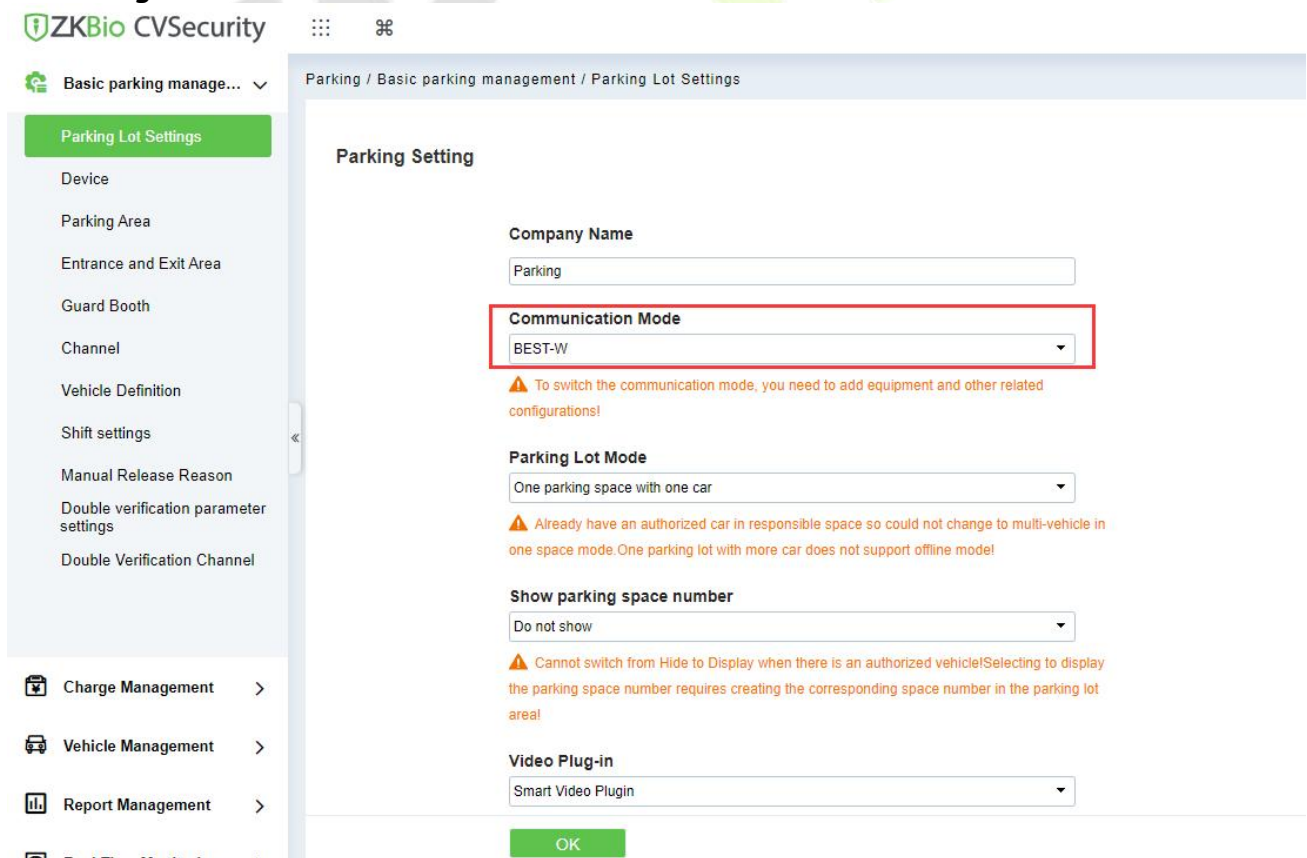 ZKBio CVSecurity
Basic parking manage...
Parking / Basic parking management / Parking Lot Settings
Parking Lot Settings
Device
Parking Area
Entrance and Exit Area
Guard Booth
Channel
Vehicle Definition
Shift settings
Manual Release Reason
Double verification parameter
settings
Double Verification Channel
Charge Management
Vehicle Management
Report Management
Parking Setting
Company Name
Parking
Communication Mode
BEST-W
To switch the communication mode, you need to add equipment and other related
configurations!
Parking Lot Mode
One parking space with one car
Already have an authorized car in responsible space so could not change to multi-vehicle in
one space mode.One parking lot with more car does not support offline mode!
Show parking space number
Do not show
Cannot switch from Hide to Display when there is an authorized vehicle!Selecting to display
the parking space number requires creating the corresponding space number in the parking lot
area!
Video Plug-in
Smart Video Plugin
OK